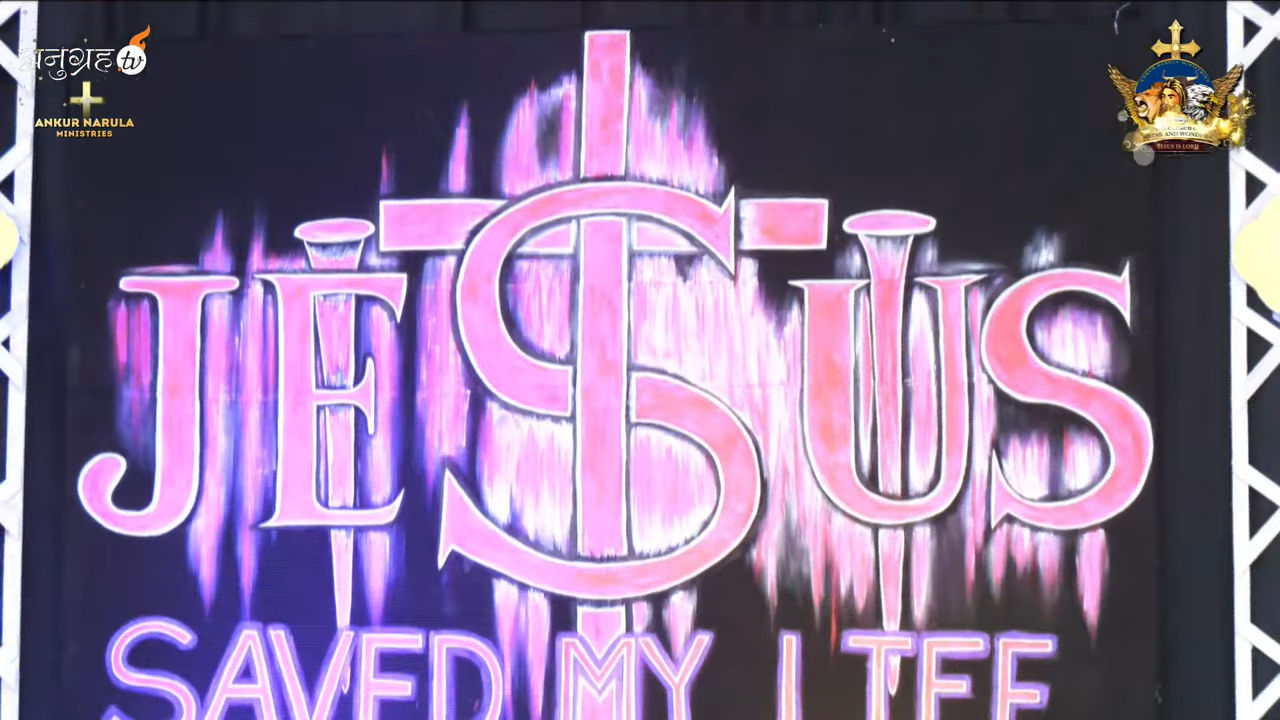 अनुग्रह tv
ANKUR NARULA
MINISTRIES
JESUS IS LORD
JESUS
SAVED MY LIFE